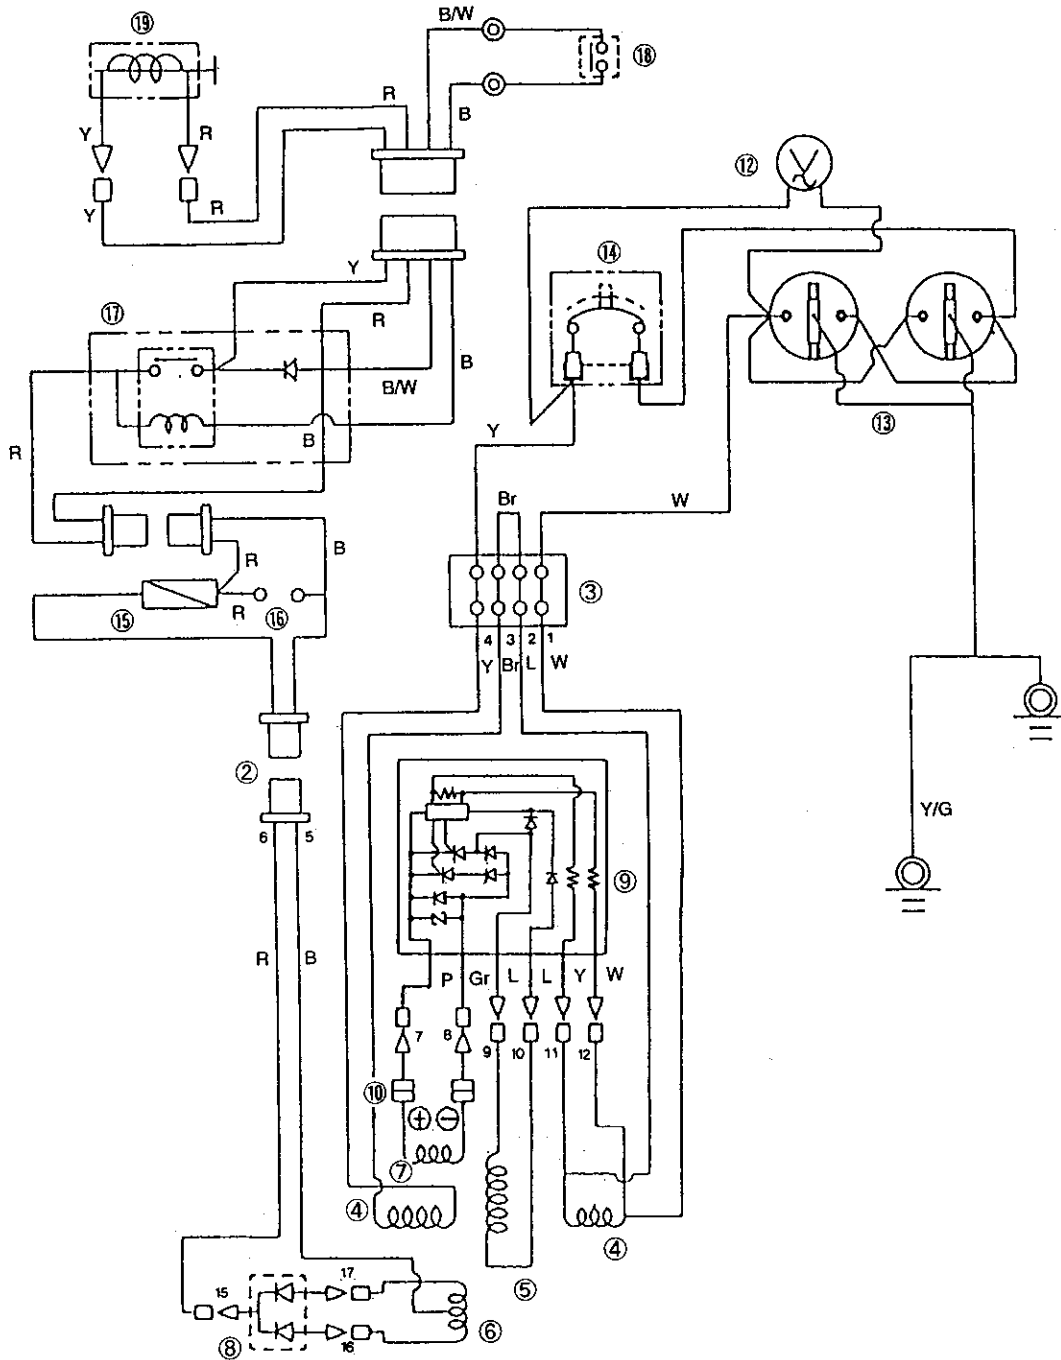 ⑲
B/W
⑱
R
B
Y
R
⑫
Y
R
⑭
Y
⑰
R
B
B/W
B
⑬
R
Y
Br
W
R
B
⑮
R
⑯
③
4 3 2 1
Y Br L W
②
6 5
Y/G
⑨
R B
P Gr L L Y W
7 8
9 10 11 12
⑩
+ −
⑦
④
④
⑤
17
15
⑥
⑧
16